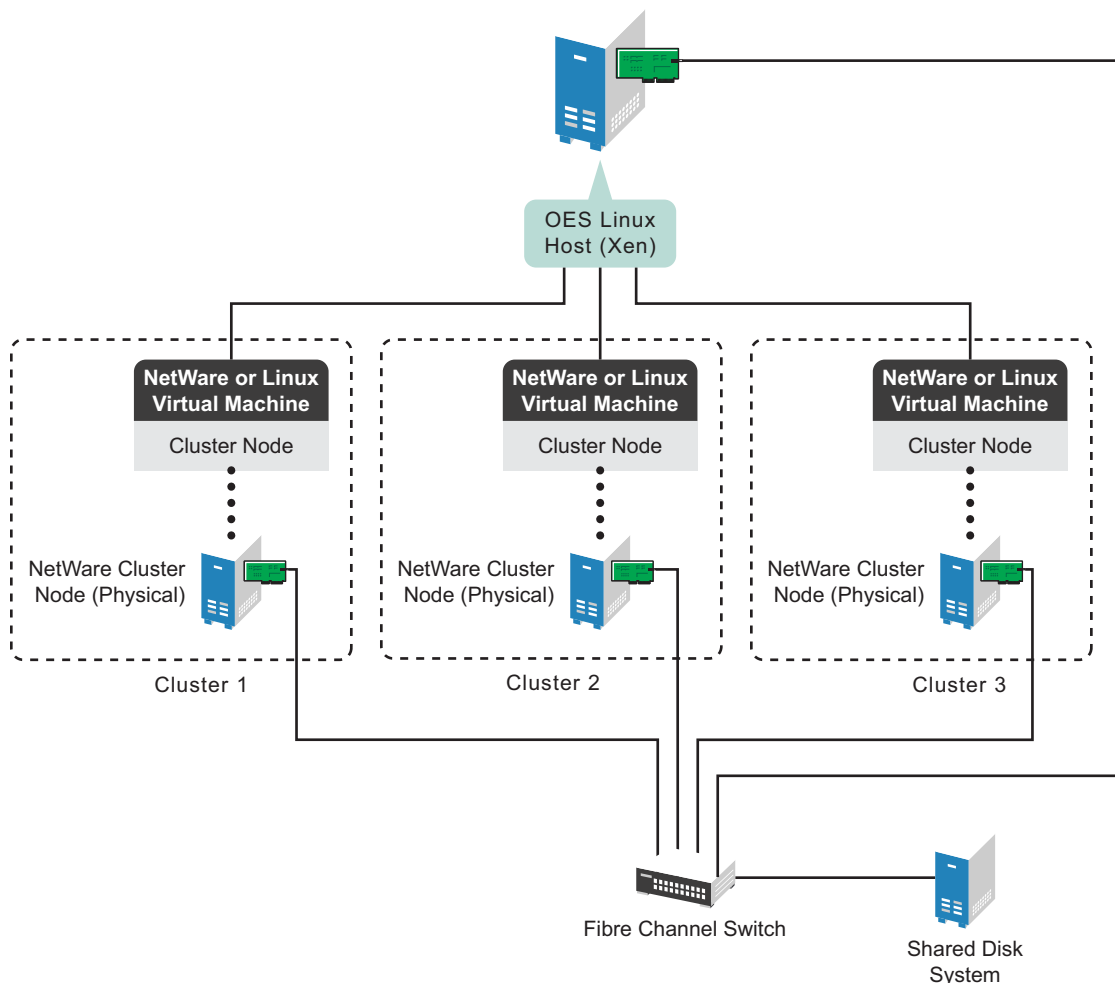 OES Linux
Host (Xen)
NetWare or Linux
Virtual Machine
Cluster Node
NetWare Cluster
Node (Physical)
Cluster 1
NetWare or Linux
Virtual Machine
Cluster Node
NetWare Cluster
Node (Physical)
Cluster 2
NetWare or Linux
Virtual Machine
Cluster Node
NetWare Cluster
Node (Physical)
Cluster 3
Fibre Channel Switch
Shared Disk
System